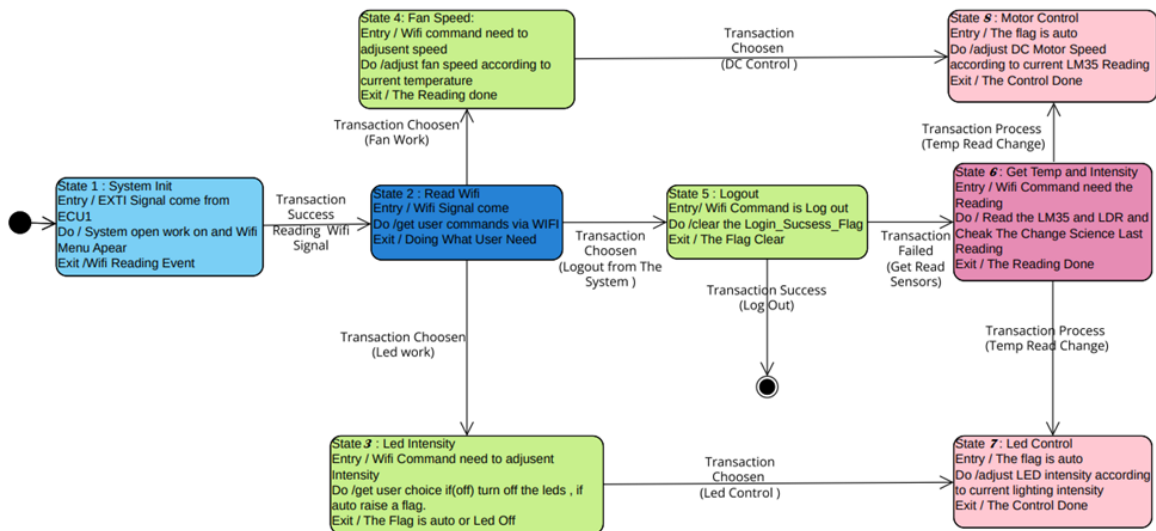 State 4: Fan Speed:
Entry / Wifi command need to
adjusent speed
Do /adjust fan speed according to
current temperature
Exit / The Reading done
Transaction
Choosen
(DC Control )
State 8 : Motor Control
Entry / The flag is auto
Do /adjust DC Motor Speed
according to current LM35 Reading
Exit / The Control Done
Transaction Choosen
(Fan Work)
Transaction Process
(Temp Read Change)
State 1 : System Init
Entry / EXTI Signal come from
ECU1
Do / System open work on and Wifi
Menu Apear
Exit /Wifi Reading Event
Transaction
Success
Reading Wifi
Signal
State 2 : Read Wifi
Entry / Wifi Signal come
Do /get user commands via WIFI
Exit / Doing What User Need
Transaction
Choosen
(Logout from The
System )
State 5 : Logout
Entry/ Wifi Command is Log out
Do /clear the Login_Sucsess_Flag
Exit / The Flag Clear
Transaction
Failed
(Get Read
Sensors)
State 6 : Get Temp and Intensity
Entry / Wifi Command need the
Reading
Do / Read the LM35 and LDR and
Cheak The Change Science Last
Reading
Exit / The Reading Done
Transaction Success
(Log Out)
Transaction Choosen
(Led work)
Transaction Process
(Temp Read Change)
State 3 : Led Intensity
Entry / Wifi Command need to adjusent
Intensity
Do /get user choice if(off) turn off the leds , if
auto raise a flag.
Exit / The Flag is auto or Led Off
Transaction
Choosen
(Led Control )
State 7 : Led Control
Entry / The flag is auto
Do /adjust LED intensity according
to current lighting intensity
Exit / The Control Done